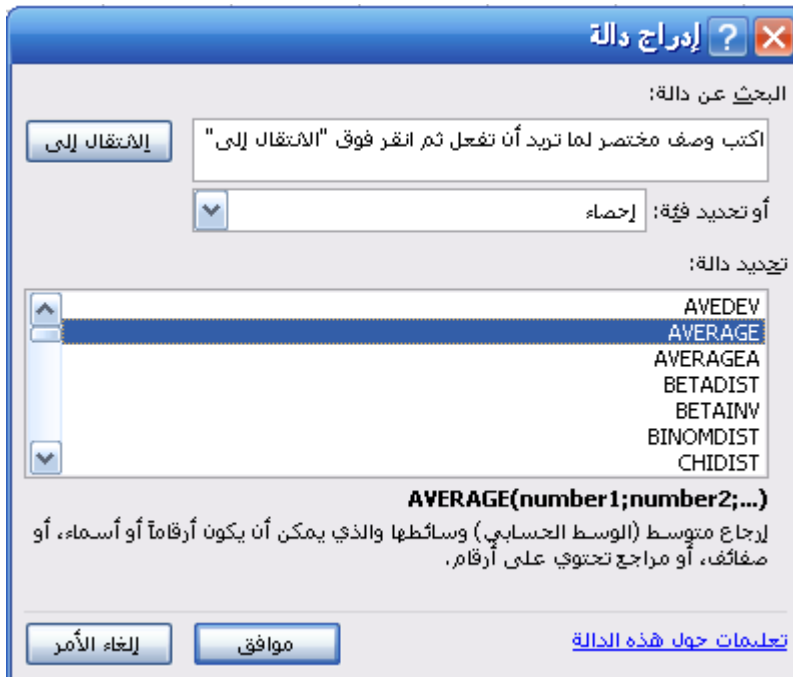 إدراج دالة
البحث عن دالة:
اكتب وصف مختصر لما تريد أن تفعل ثم انقر فوق "الانتقال إلى"
الانتقال إلى
أو تحديد فئة: إحصاء
تحديد دالة:
AVEDEV
AVERAGE
AVERAGEA
BETADIST
BETAINV
BINOMDIST
CHIDIST
AVERAGE(number1;number2;...)
إرجاع متوسط (الوسط الحسابي) وسائطها والذي يمكن أن يكون أرقاماً أو أسماء، أو
صفائف، أو مراجع تحتوي على أرقام.
تعليمات حول هذه الدالة
موافق
إلغاء الأمر